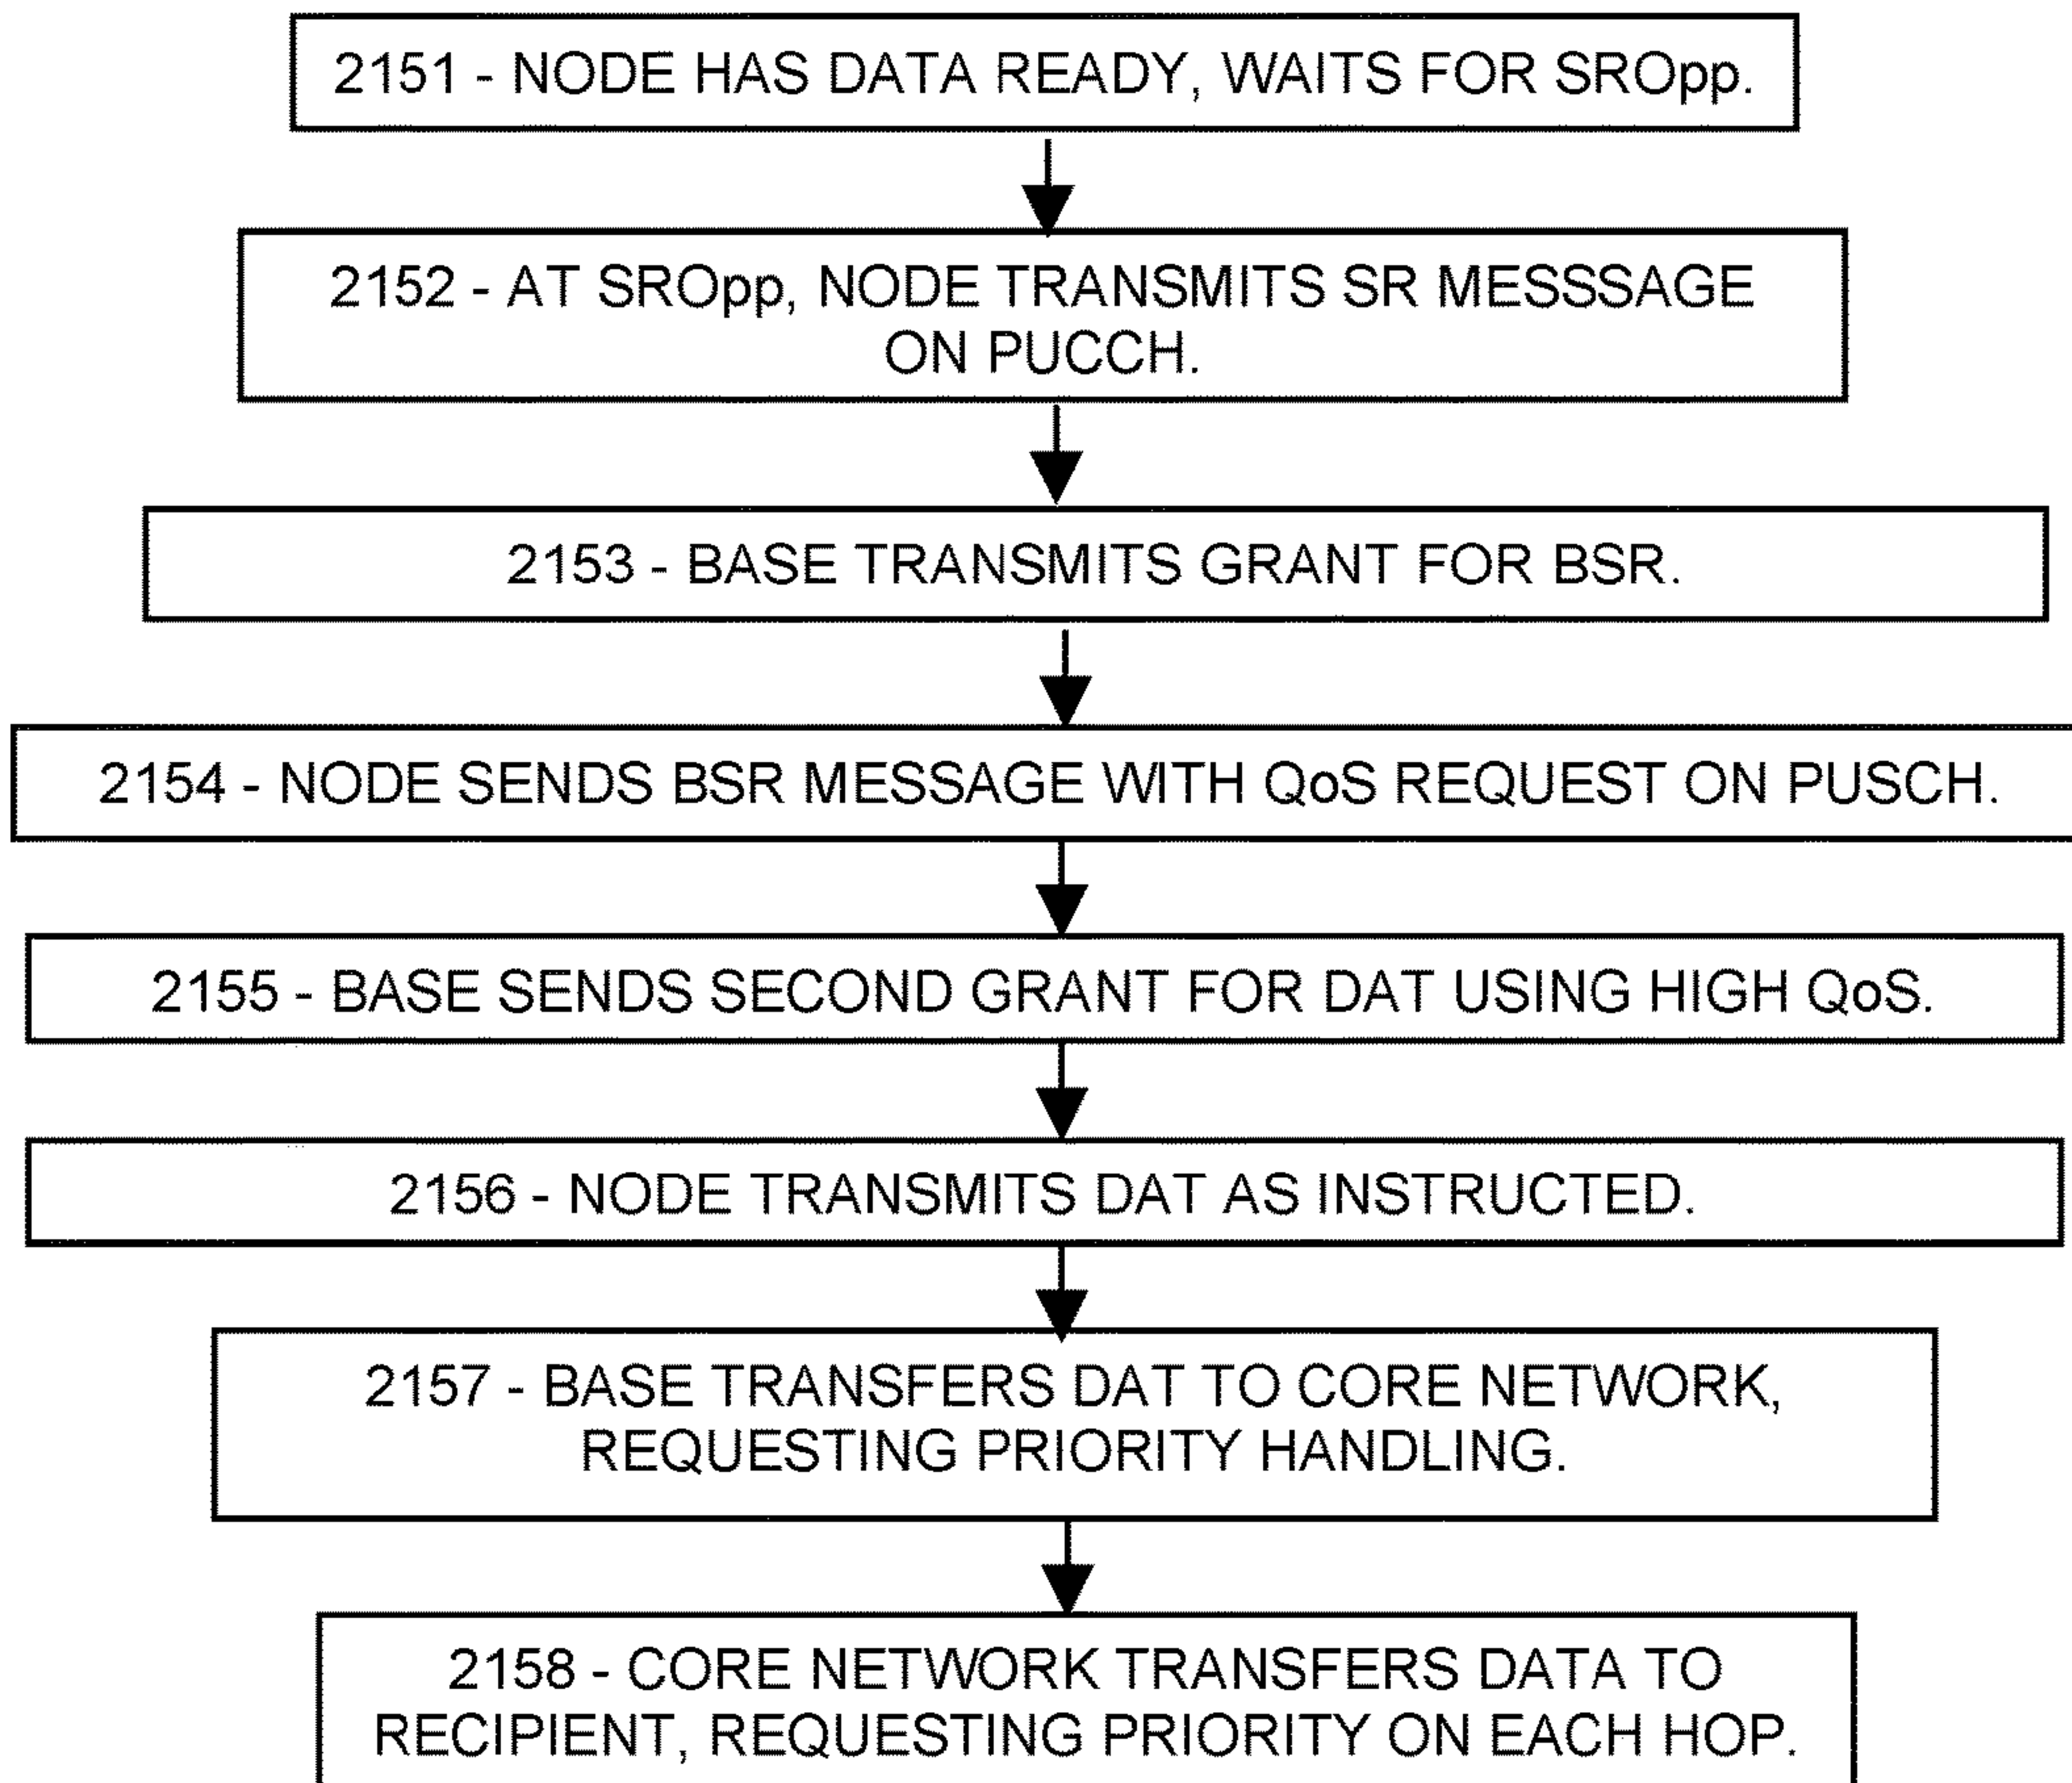 2151 - NODE HAS DATA READY, WAITS FOR SROpp.
2152 - AT SROpp, NODE TRANSMITS SR MESSSAGE
ON PUCCH.
2153 - BASE TRANSMITS GRANT FOR BSR.
2154 - NODE SENDS BSR MESSAGE WITH QoS REQUEST ON PUSCH.
2155 - BASE SENDS SECOND GRANT FOR DAT USING HIGH QoS.
2156 - NODE TRANSMITS DAT AS INSTRUCTED.
2157 - BASE TRANSFERS DAT TO CORE NETWORK,
REQUESTING PRIORITY HANDLING.
2158 - CORE NETWORK TRANSFERS DATA TO
RECIPIENT, REQUESTING PRIORITY ON EACH HOP.